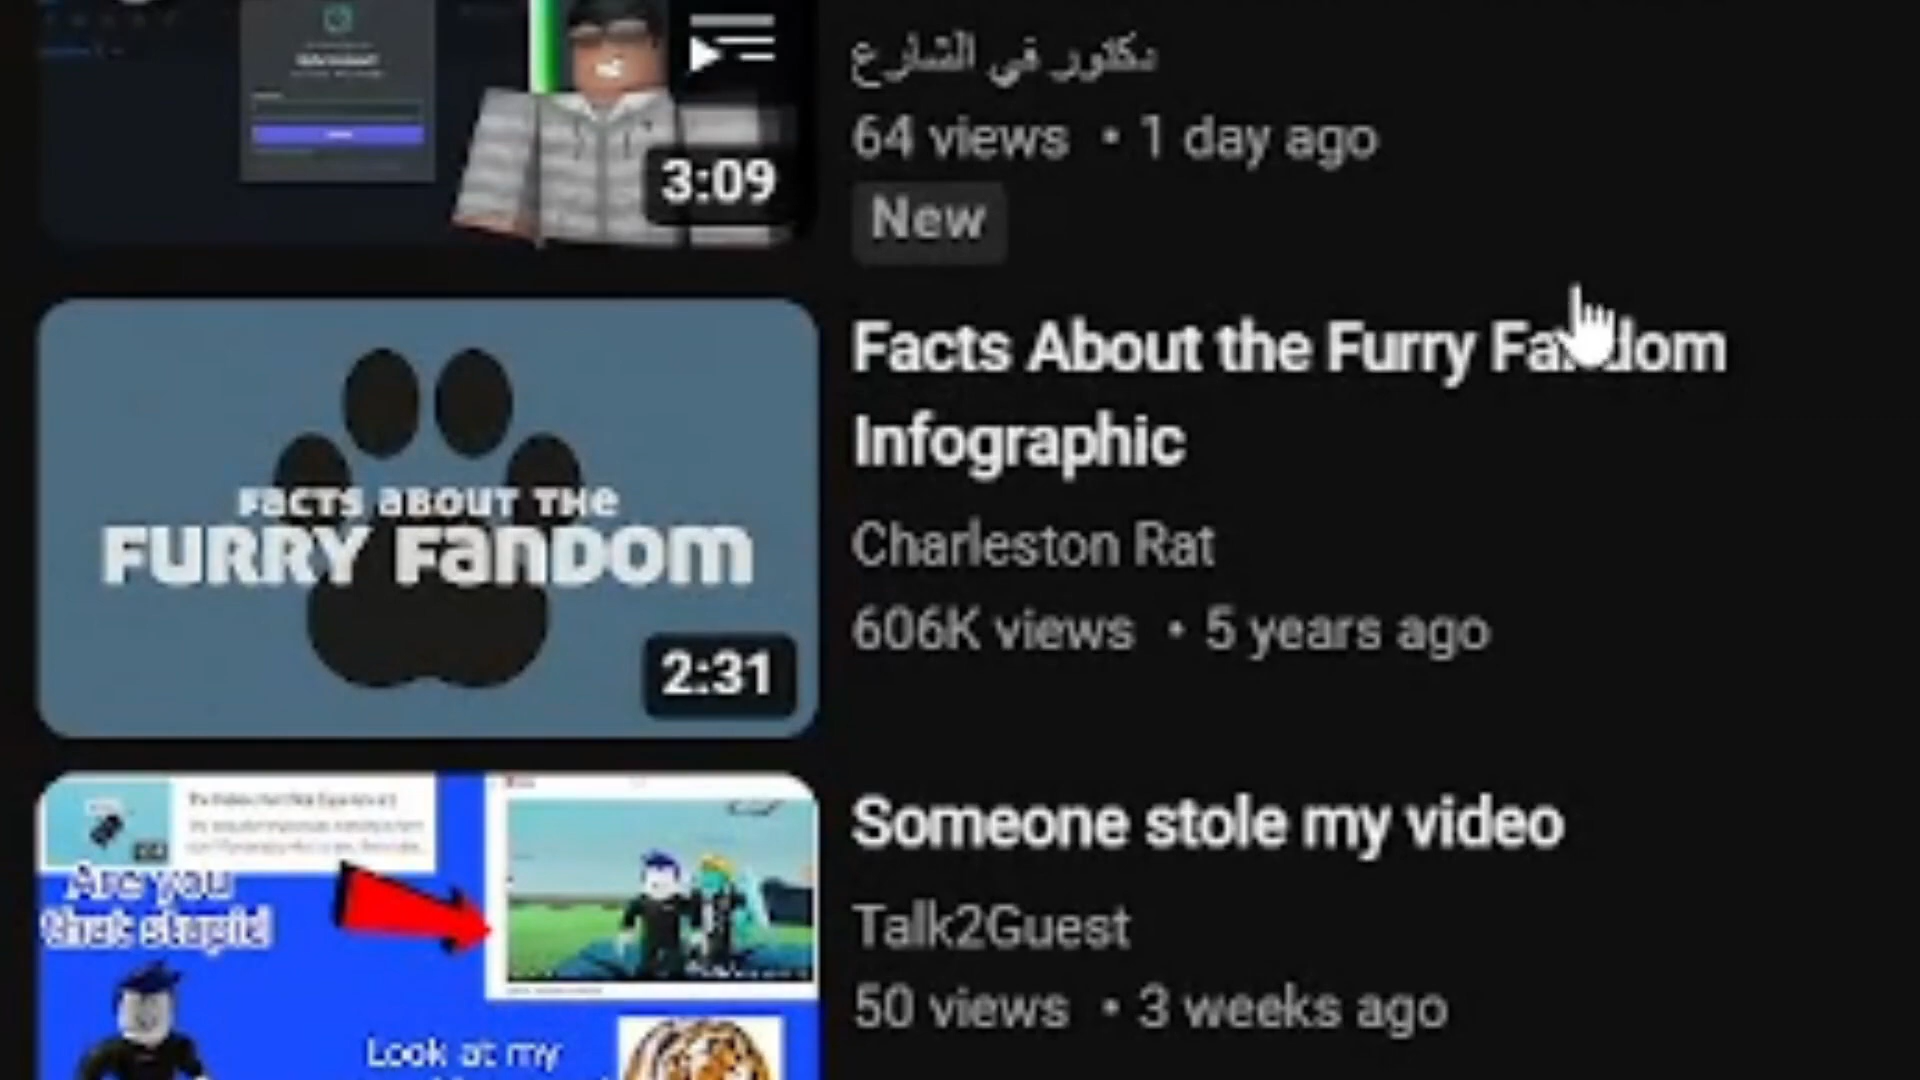 دكتور في الشارع
64 views • 1 day ago
3:09
New
Facts About the Furry Fandom
Infographic
Charleston Rat
606K views • 5 years ago
FACTS ABOUT THE
FURRY FANDOM
2:31
Someone stole my video
Talk2Guest
50 views • 3 weeks ago
Are you
that stupid
Look at my